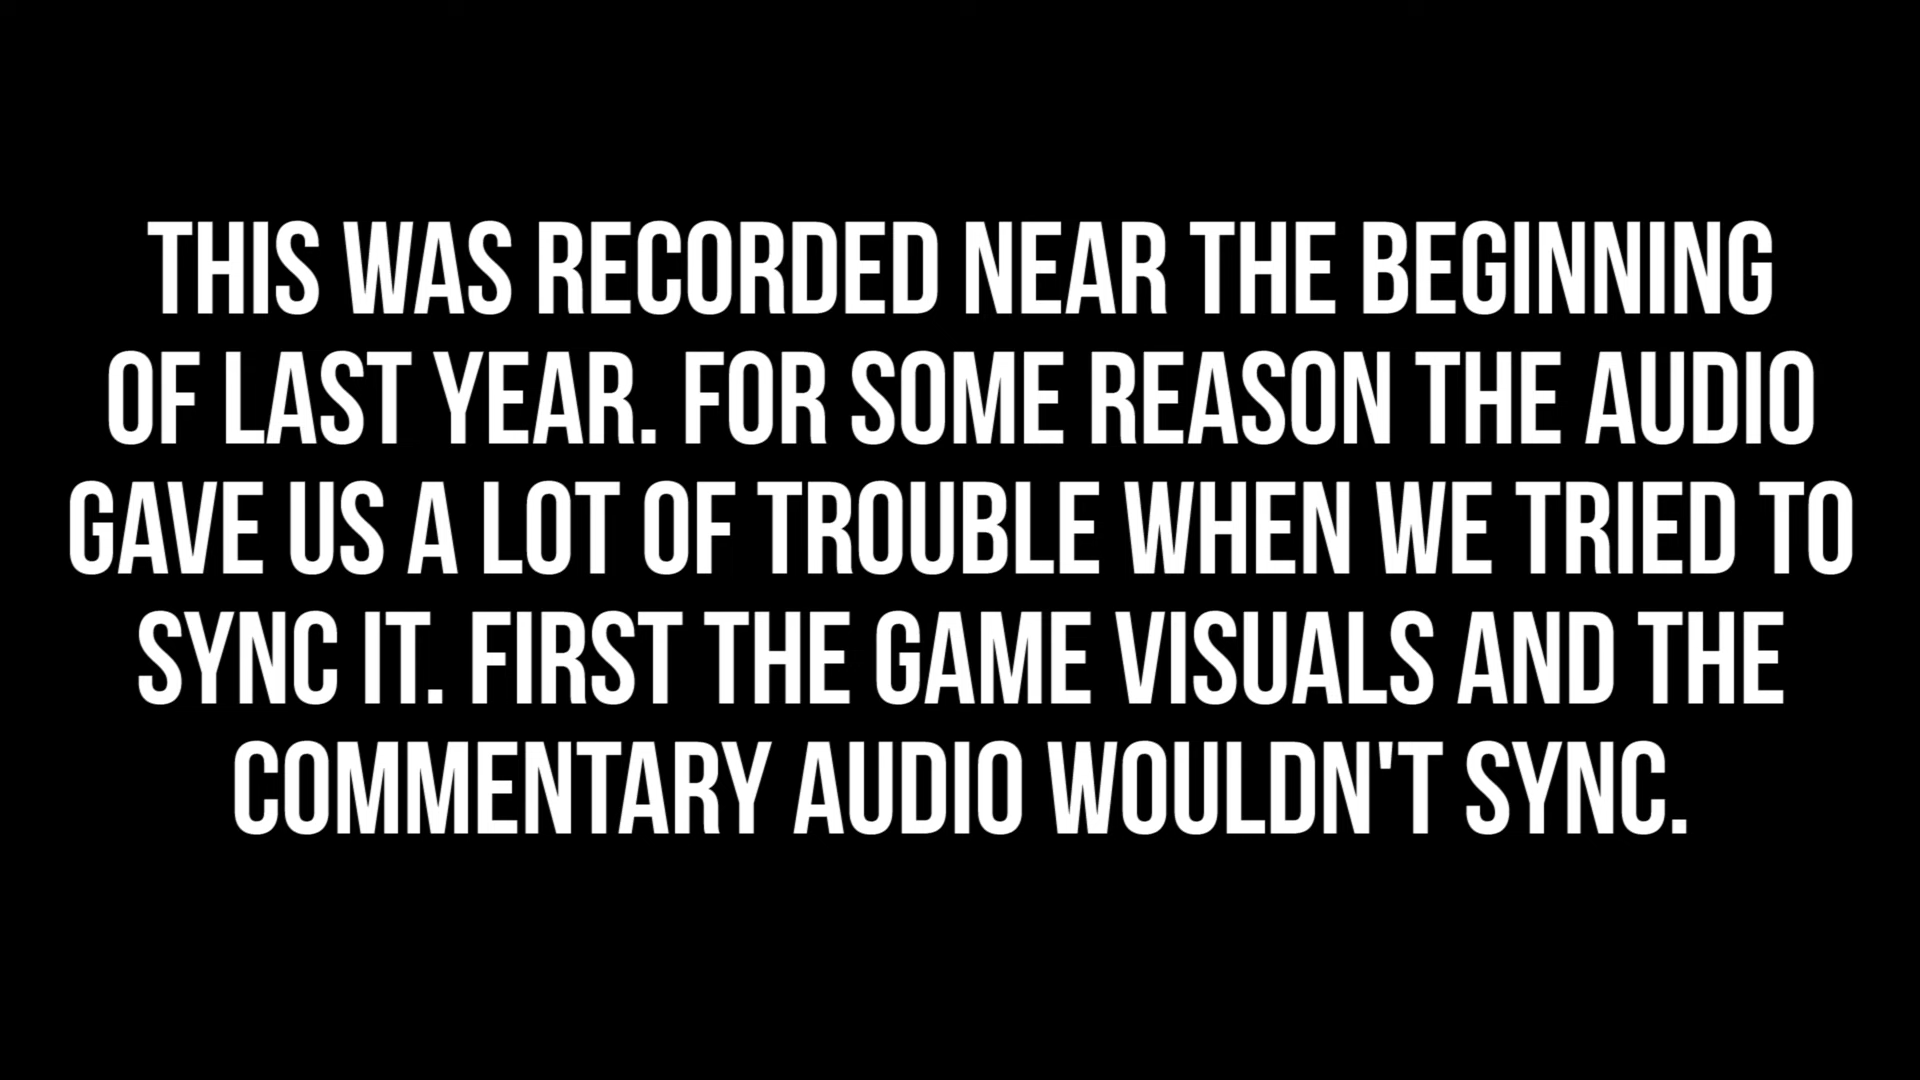 THIS WAS RECORDED NEAR THE BEGINNING
OF LAST YEAR. FOR SOME REASON THE AUDIO
GAVE US A LOT OF TROUBLE WHEN WE TRIED TO
SYNC IT. FIRST THE GAME VISUALS AND THE
COMMENTARY AUDIO WOULDN'T SYNC.